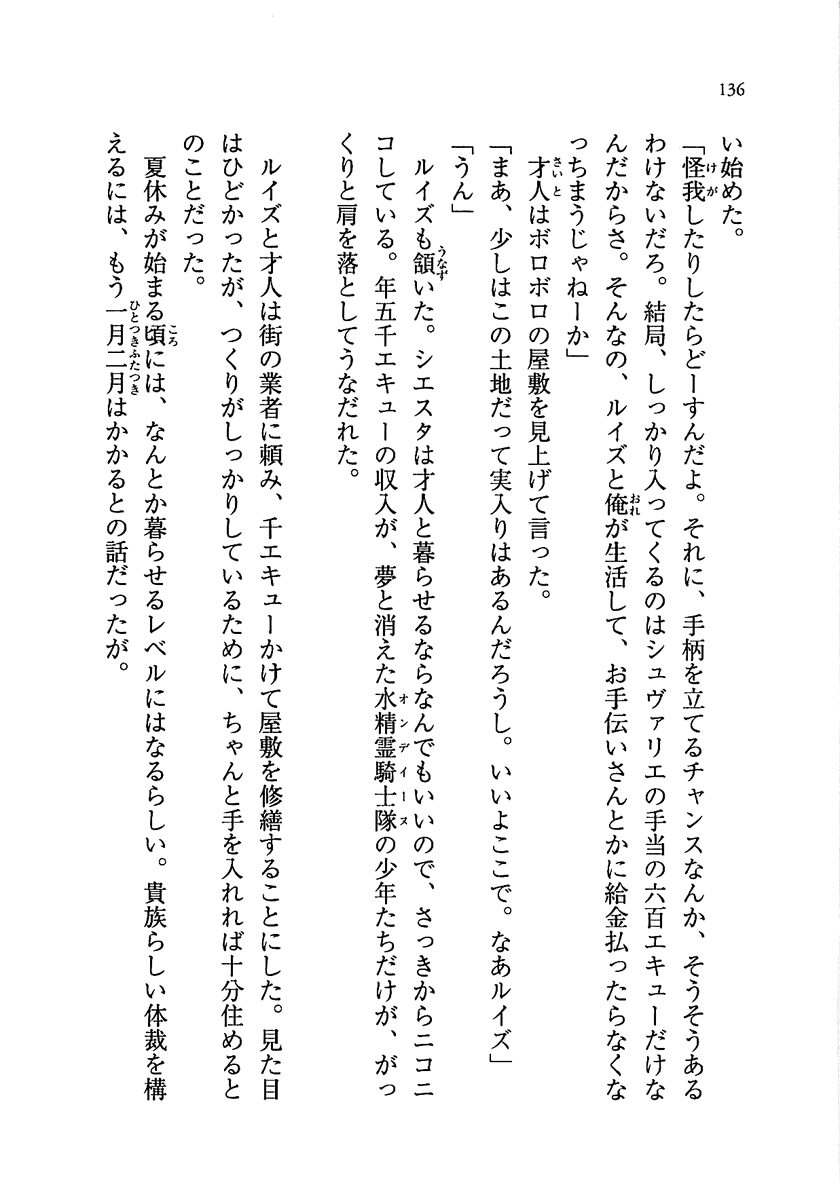 136
い始めた。
「怪我したりしたらどーすんだよ。それに、手柄を立てるチャンスなんか、そうそうある
わけないだろ。結局、しっかり入ってくるのはシュヴァリエの手当の六百エキューだけな
んだからさ。そんなの、ルイズと俺が生活して、お手伝いさんとかに給金払ったらなくな
っちまうじゃねーか」
才人はボロボロの屋敷を見上げて言った。
「まあ、少しはこの土地だって実入りはあるんだろうし。いいよここで。なあルイズ」
「うん」
ルイズも頷いた。シエスタは才人と暮らせるならなんでもいいので、さっきからニコニ
コしている。年五千エキューの収入が、夢と消えた水精霊騎士隊の少年たちだけが、がっ
くりと肩を落としてうなだれた。
ルイズと才人は街の業者に頼み、千エキューかけて屋敷を修繕することにした。見た目
はひどかったが、つくりがしっかりしているために、ちゃんと手を入れれば十分住めると
のことだった。
夏休みが始まる頃には、なんとか暮らせるレベルにはなるらしい。貴族らしい体裁を構
えるには、もう一月二月はかかるとの話だったが。